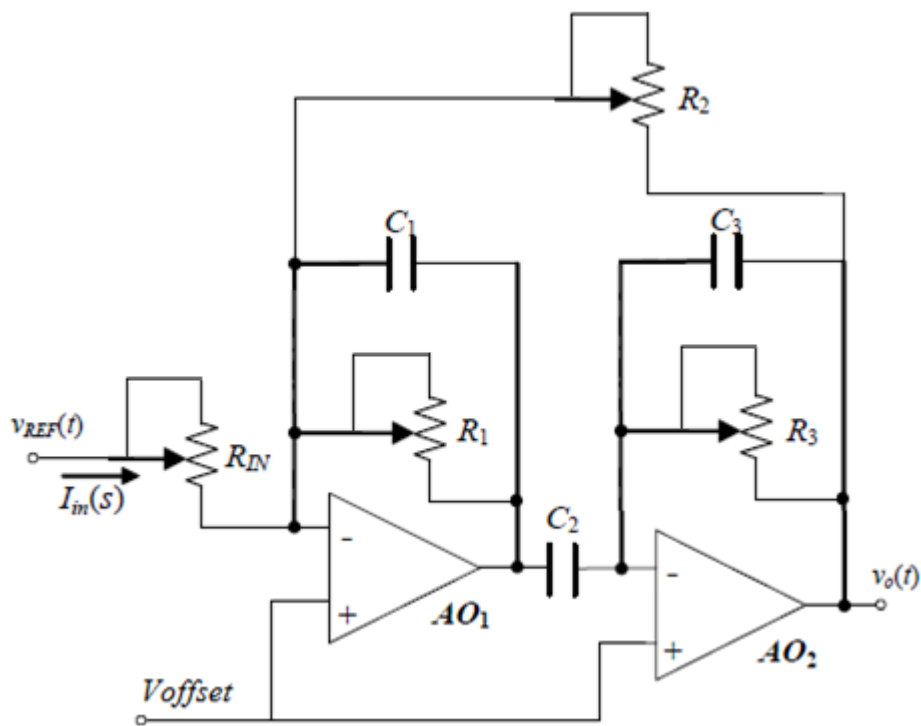 R2
C1
C3
vREF(t)
R1
R3
RIN
Iin(s)
C2
-
-
vo(t)
+
AO1
+
AO2
Voffset